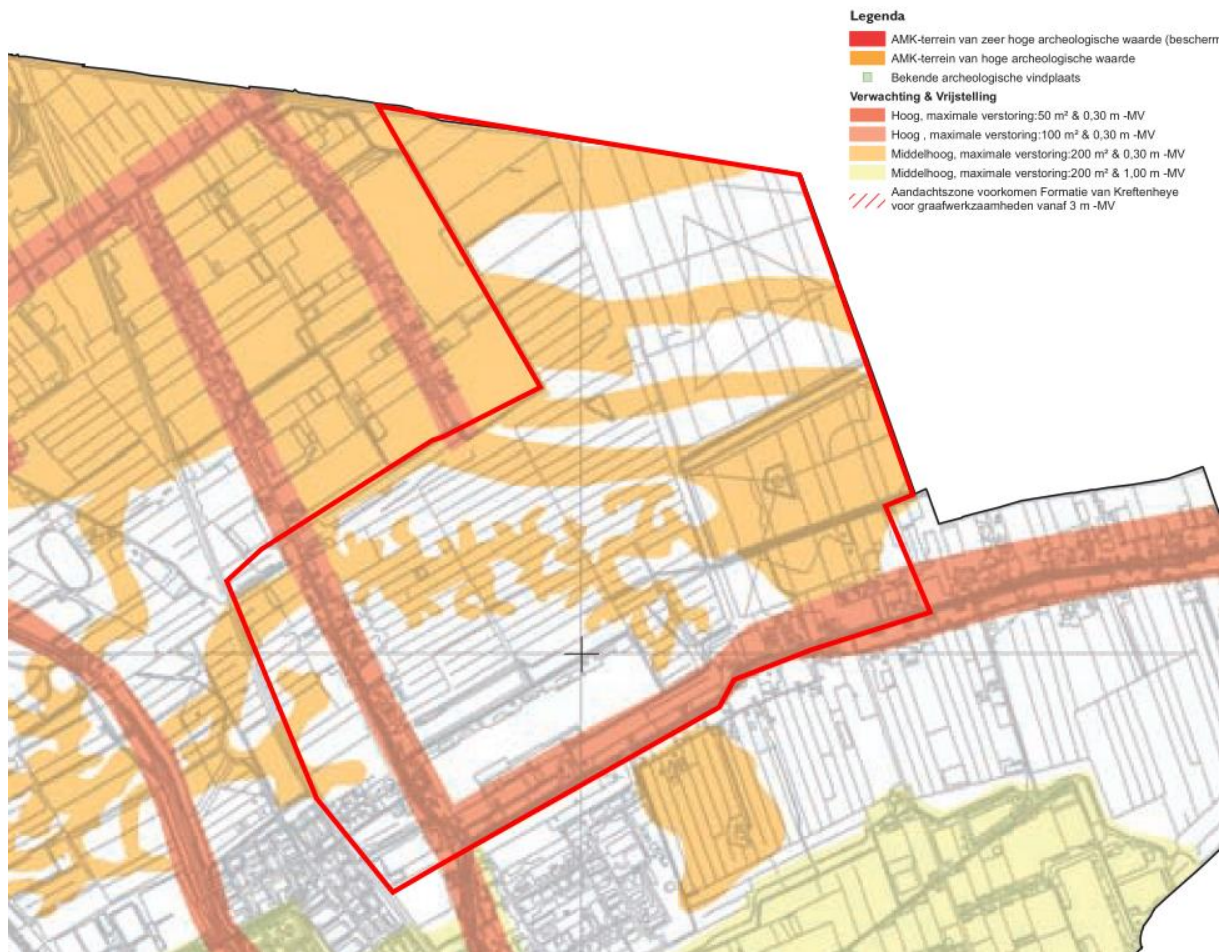 Legenda
AMK-terrein van zeer hoge archeologische waarde (bescherm
AMK-terrein van hoge archeologische waarde
Bekende archeologische vindplaats
Verwachting & Vrijstelling
Hoog, maximale verstoring:50 m² & 0,30 m -MV
Hoog , maximale verstoring:100 m² & 0,30 m -MV
Middelhoog, maximale verstoring:200 m² & 0,30 m -MV
Middelhoog, maximale verstoring:200 m² & 1,00 m -MV
Aandachtszone voorkomen Formatie van Kreftenheye
voor graafwerkzaamheden vanaf 3 m -MV